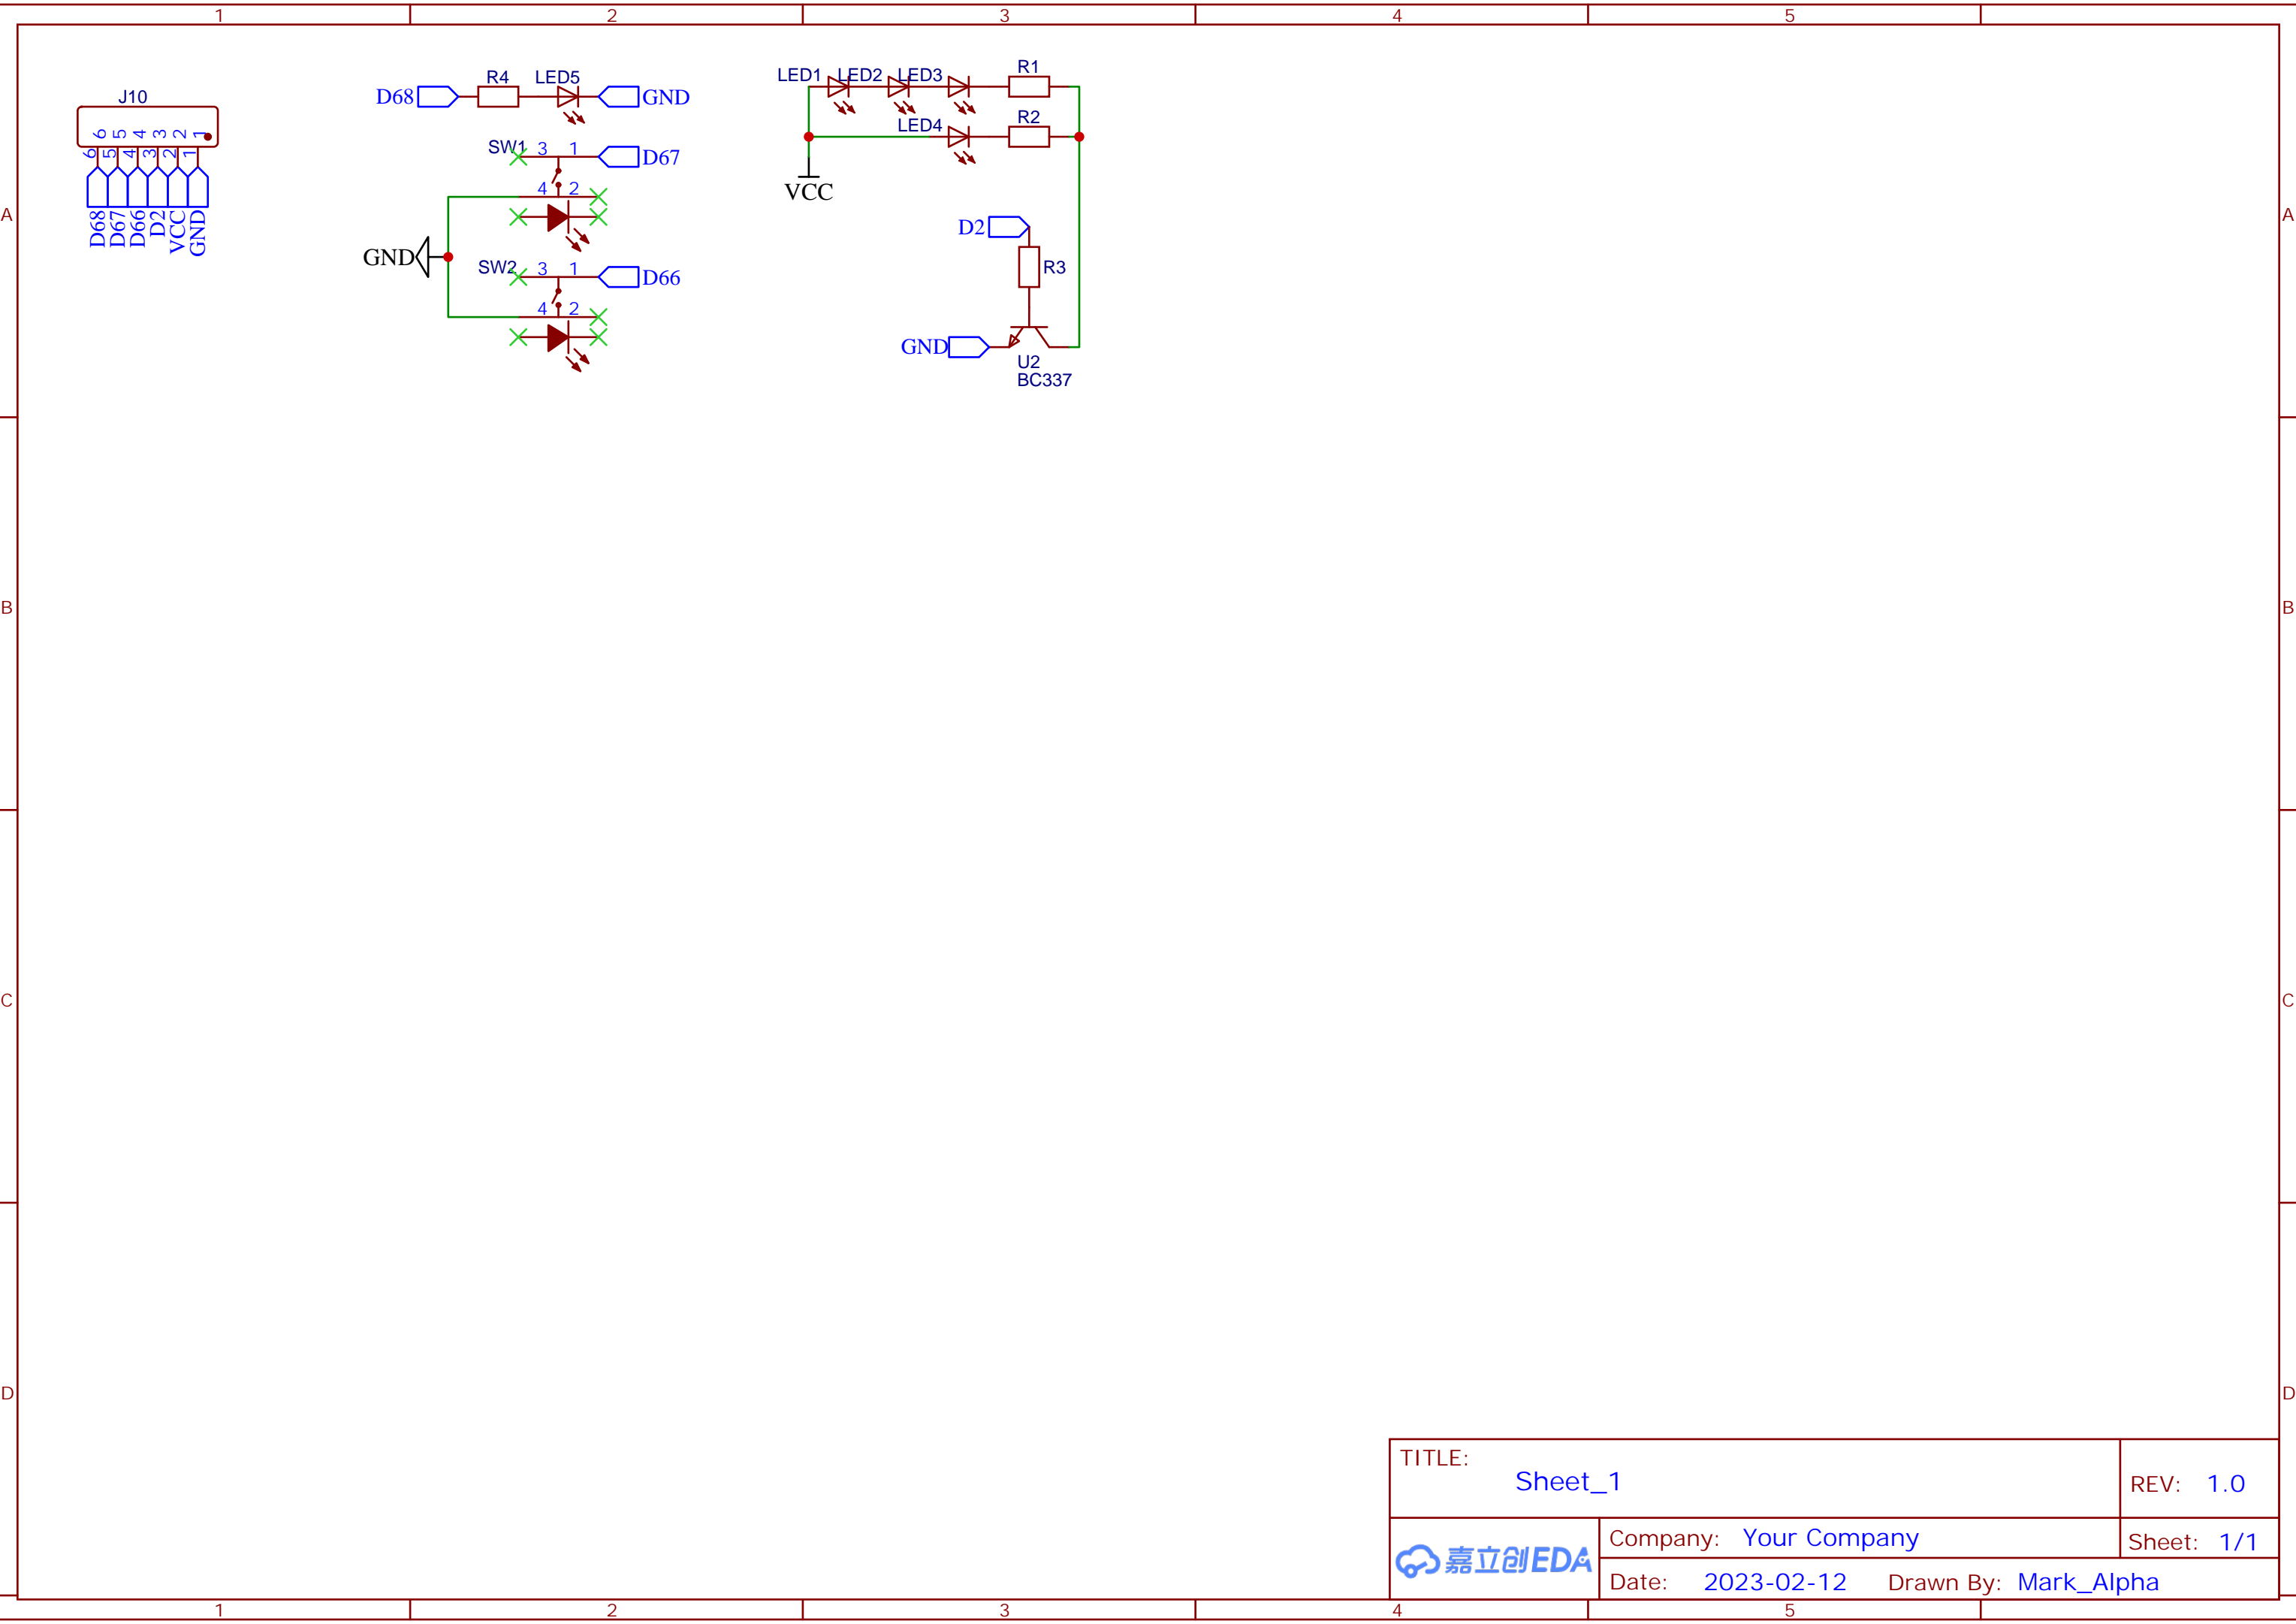 1 2 3 4 5
J10
6 5 4 3 2 1
6 5 4 3 2 1
D68 D67 D66 D2 VCC GND
D68 R4 LED5 GND
SW1 3 1 D67
4 2
GND
SW2 3 1 D66
4 2
LED1 LED2 LED3 R1
LED4 R2
VCC
D2
R3
GND
U2
BC337
A A
B B
C C
D D
TITLE:
Sheet_1
REV: 1.0
嘉立创EDA
Company: Your Company
Sheet: 1/1
Date: 2023-02-12 Drawn By: Mark_Alpha
1 2 3 4 5